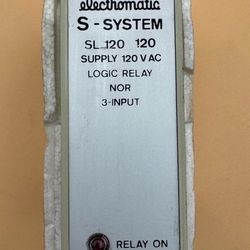 electromatic
S-SYSTEM
SL 120 120
SUPPLY 120 V AC
LOGIC RELAY
NOR
3-INPUT
RELAY ON